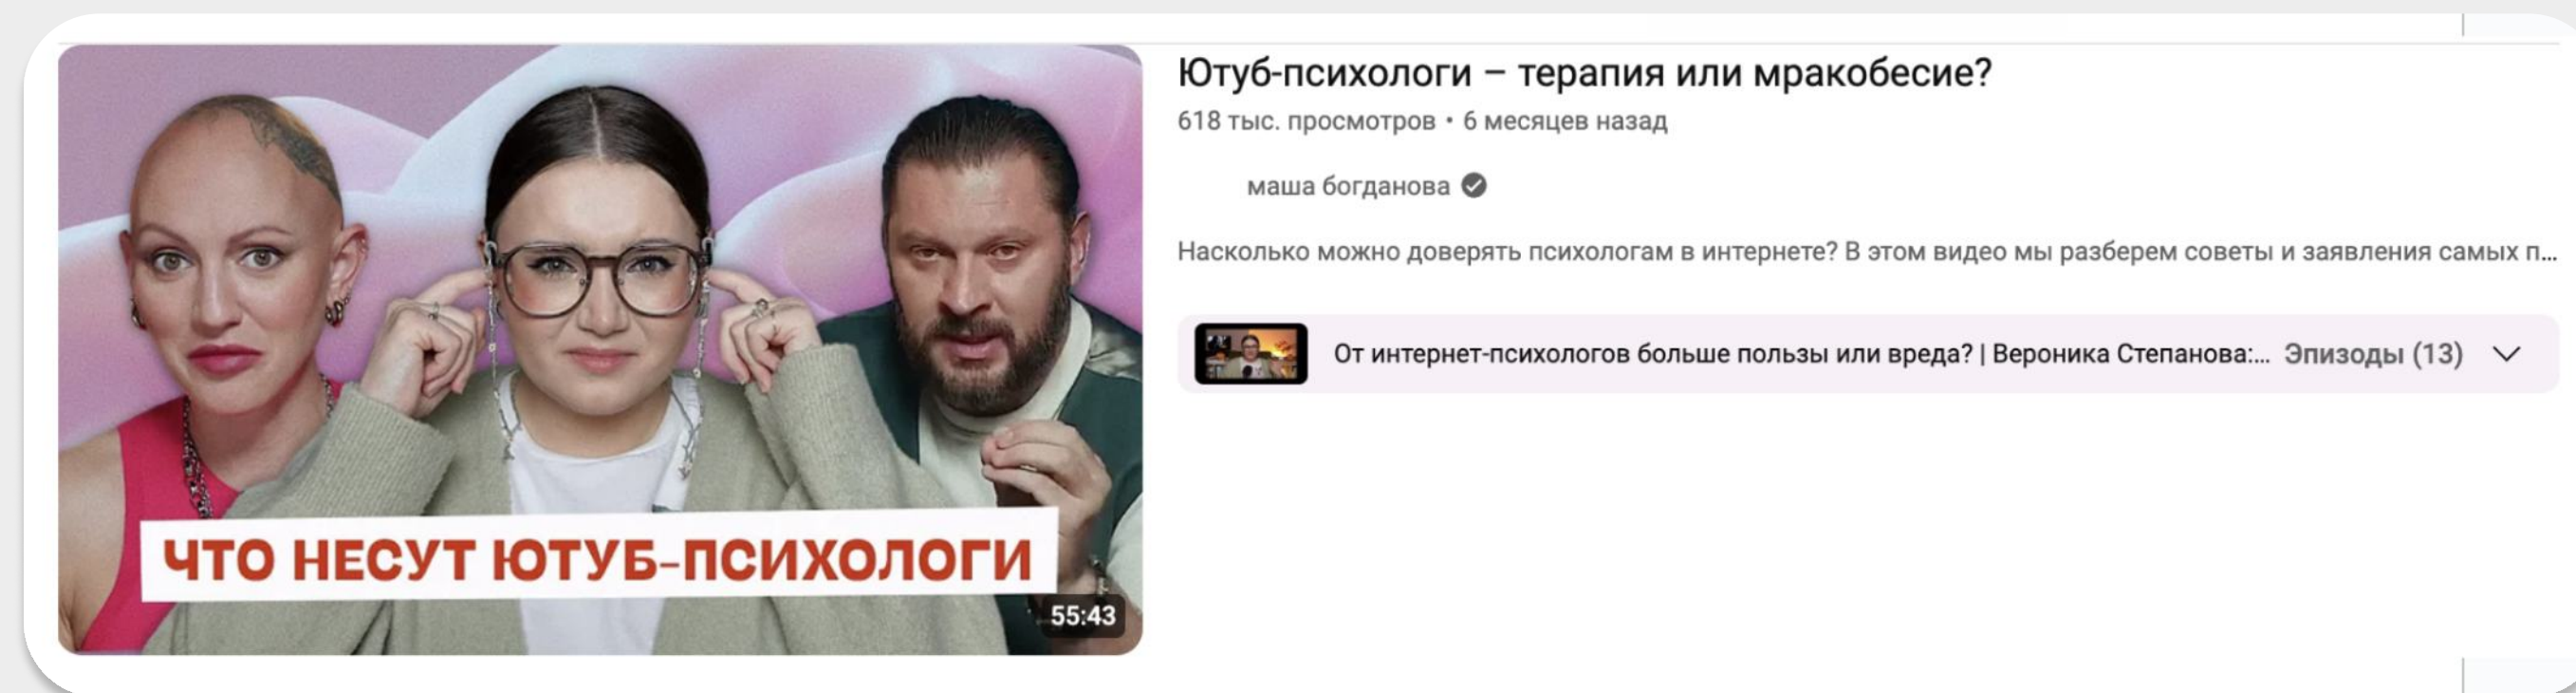 Ютуб-психологи – терапия или мракобесие?
618 тыс. просмотров • 6 месяцев назад
маша богданова
Насколько можно доверять психологам в интернете? В этом видео мы разберем советы и заявления самых п...
От интернет-психологов больше пользы или вреда? | Вероника Степанова:... Эпизоды (13)
ЧТО НЕСУТ ЮТУБ-ПСИХОЛОГИ
55:43